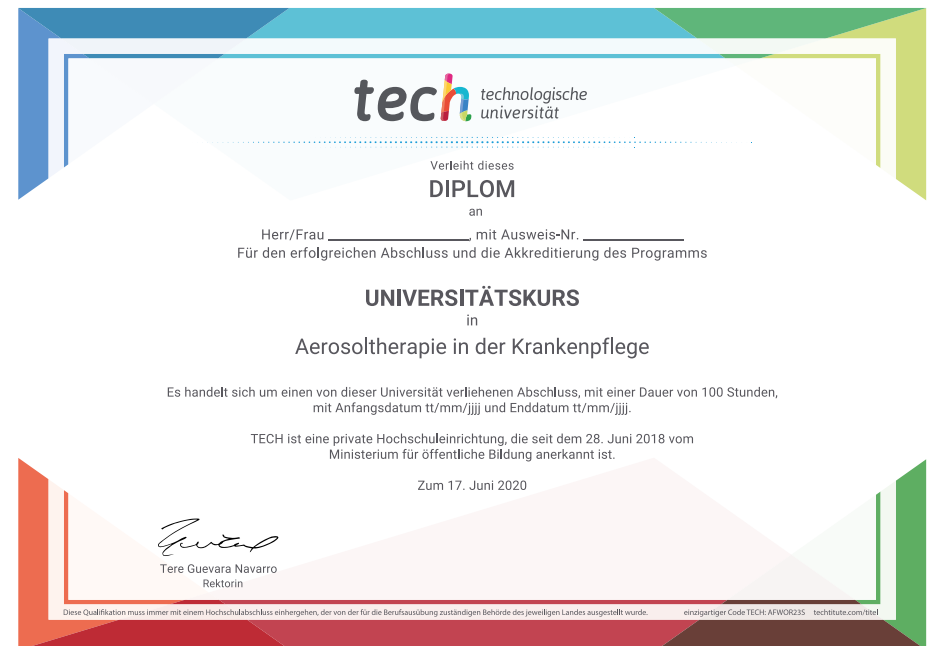 tech technologische
universität
Verleiht dieses
DIPLOM
an
Herr/Frau ____________, mit Ausweis-Nr. ____________
Für den erfolgreichen Abschluss und die Akkreditierung des Programms
UNIVERSITÄTSKURS
in
Aerosoltherapie in der Krankenpflege
Es handelt sich um einen von dieser Universität verliehenen Abschluss, mit einer Dauer von 100 Stunden,
mit Anfangsdatum tt/mm/jjjj und Enddatum tt/mm/jjjj.
TECH ist eine private Hochschuleinrichtung, die seit dem 28. Juni 2018 vom
Ministerium für öffentliche Bildung anerkannt ist.
Zum 17. Juni 2020
Tere Guevara Navarro
Rektorin
Diese Qualifikation muss immer mit einem Hochschulabschluss einhergehen, der von der für die Berufsausübung zuständigen Behörde des jeweiligen Landes ausgestellt wurde. einzigartiger Code TECH: AFWOR23S techtitute.com/titel